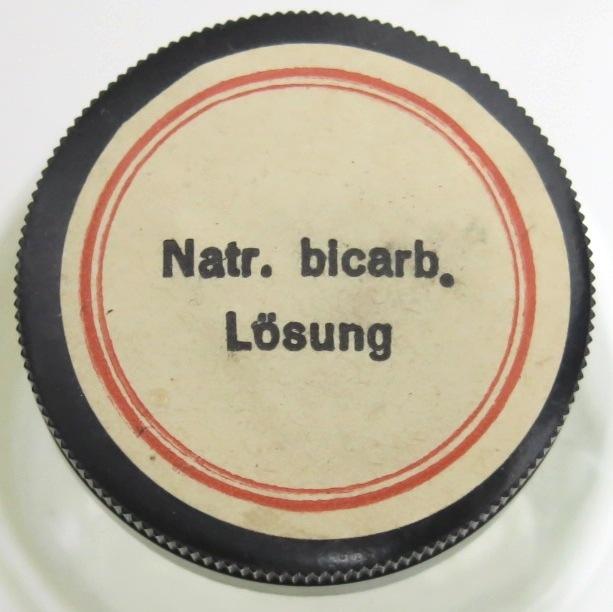 Natr. bicarb.
Lösung